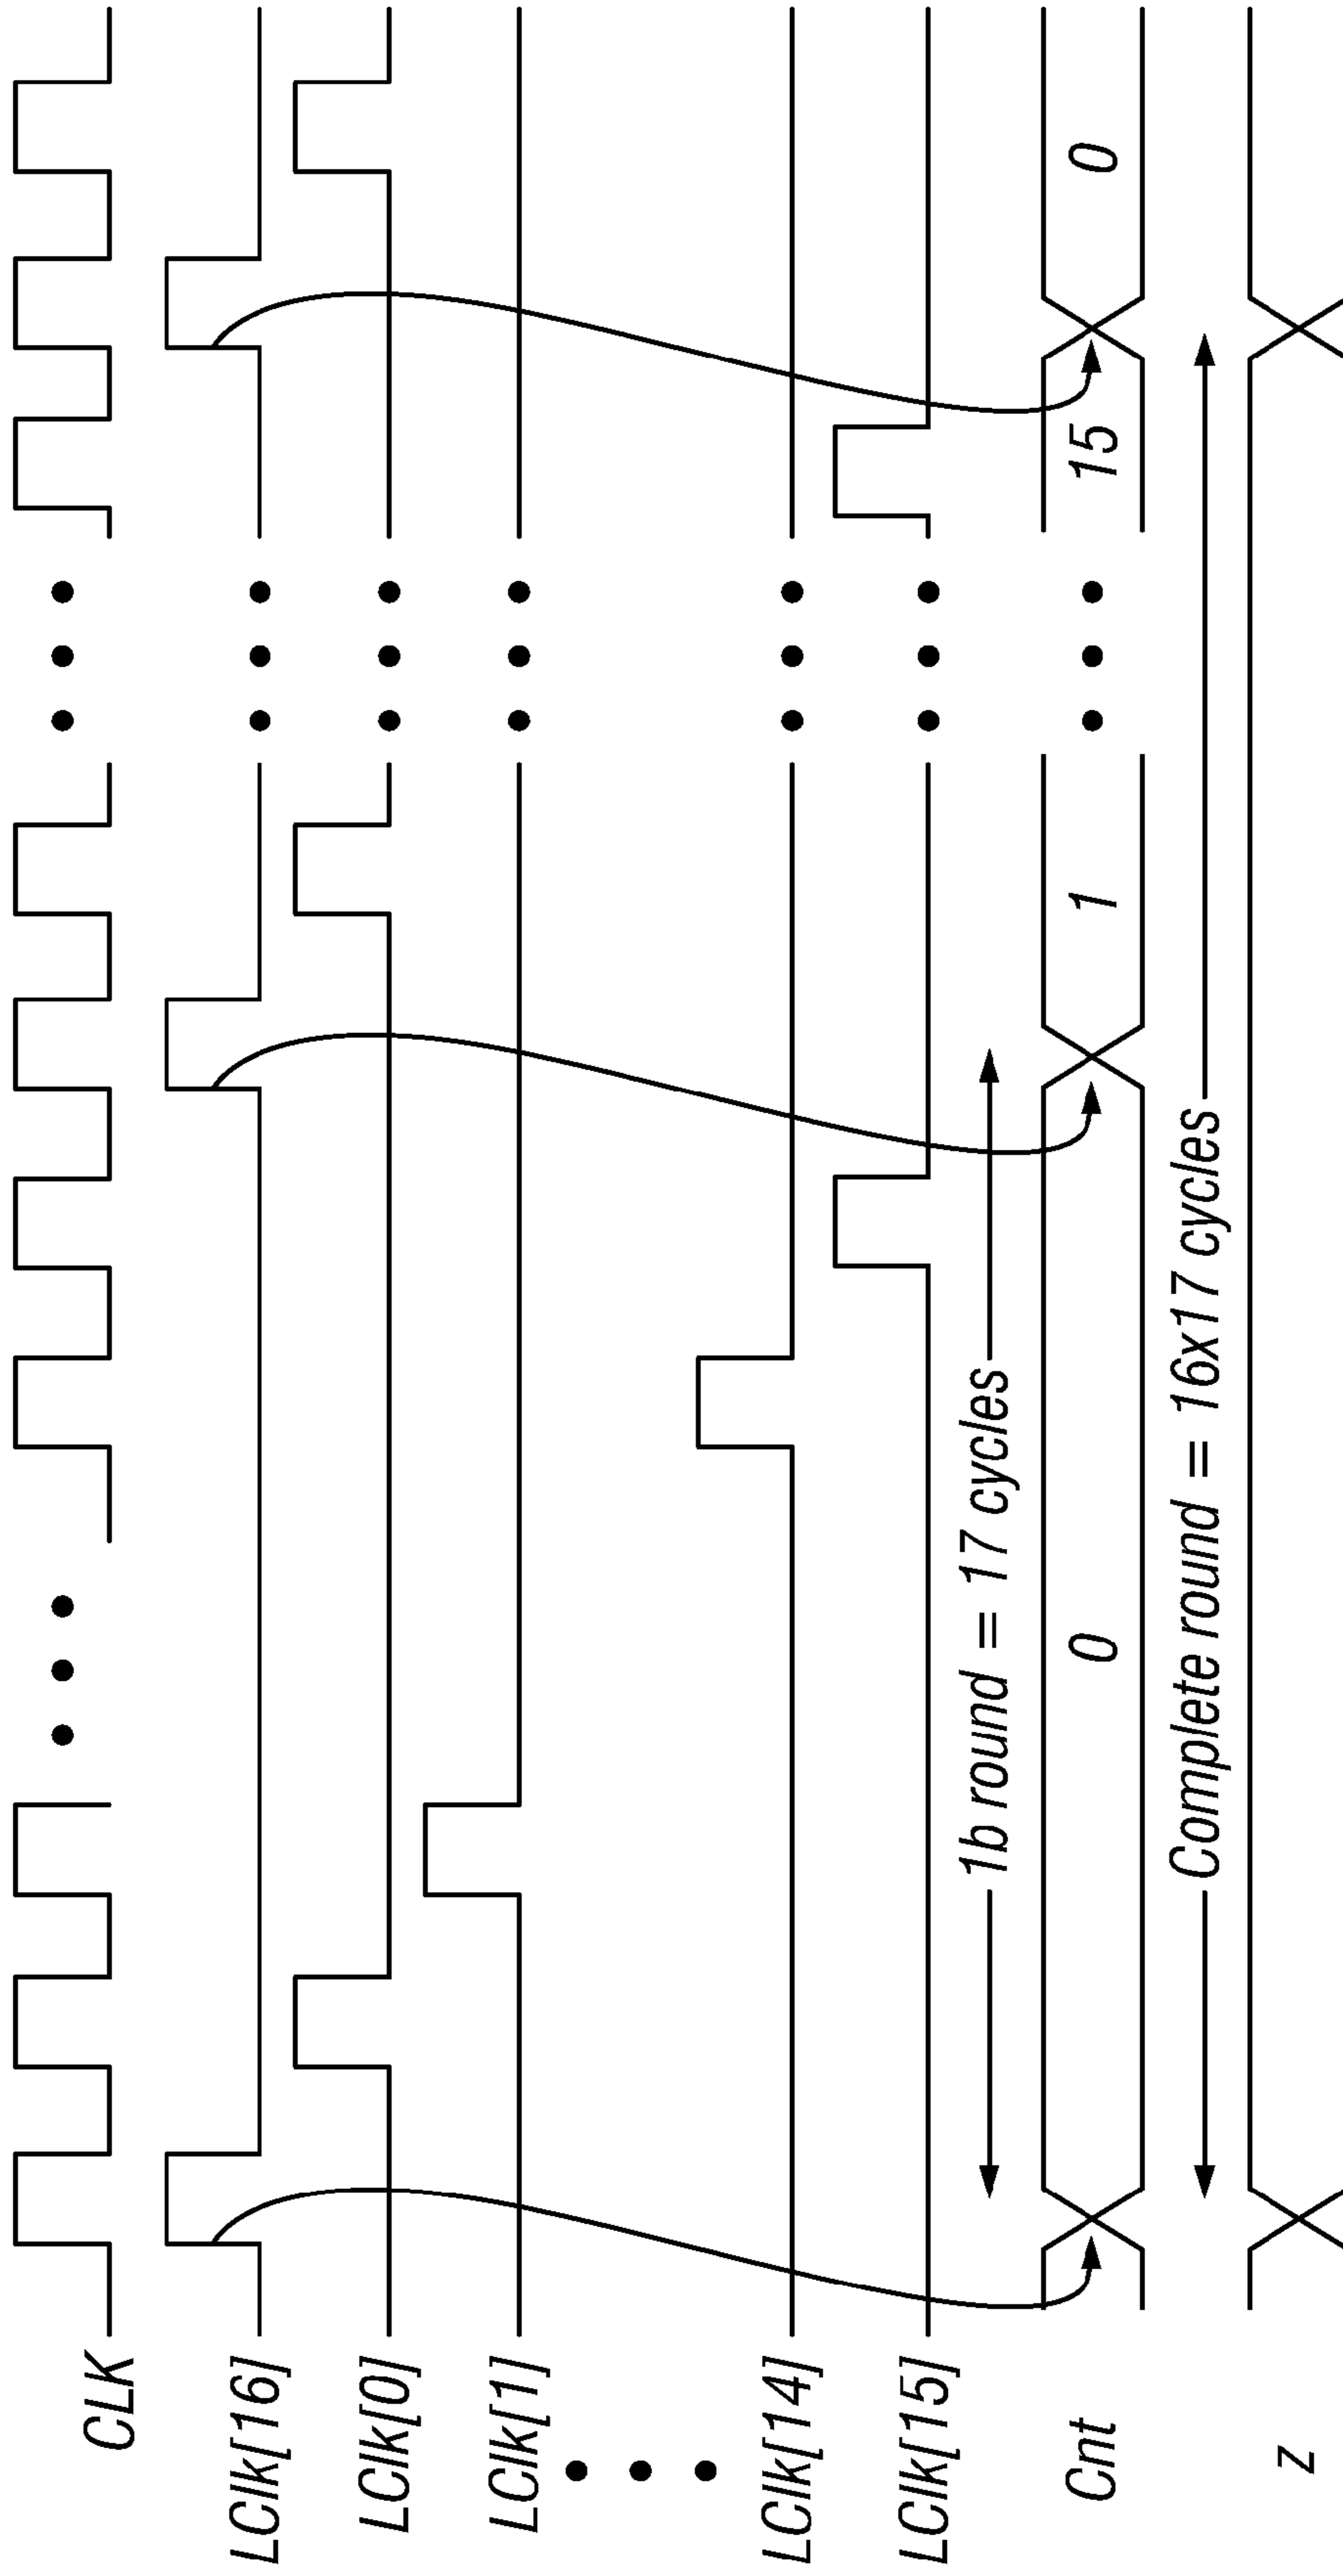 CLK
LClk[16]
LClk[0]
LClk[1]
LClk[14]
LClk[15]
1b round = 17 cycles
Cnt 0 1 15 0
Complete round = 16x17 cycles
z